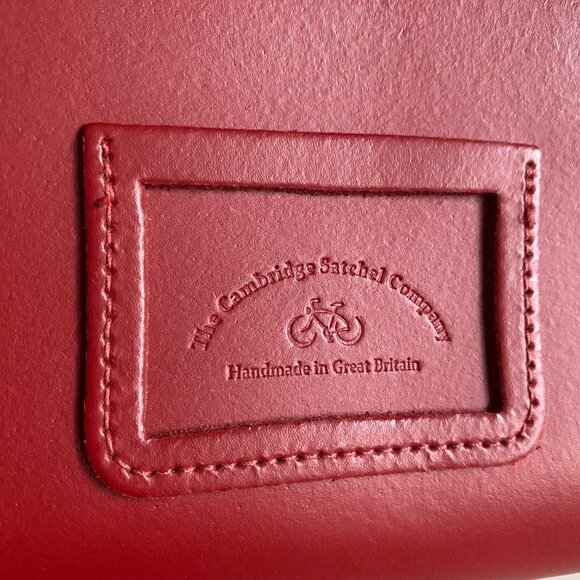 The Cambridge Satchel Company
Handmade in Great Britain